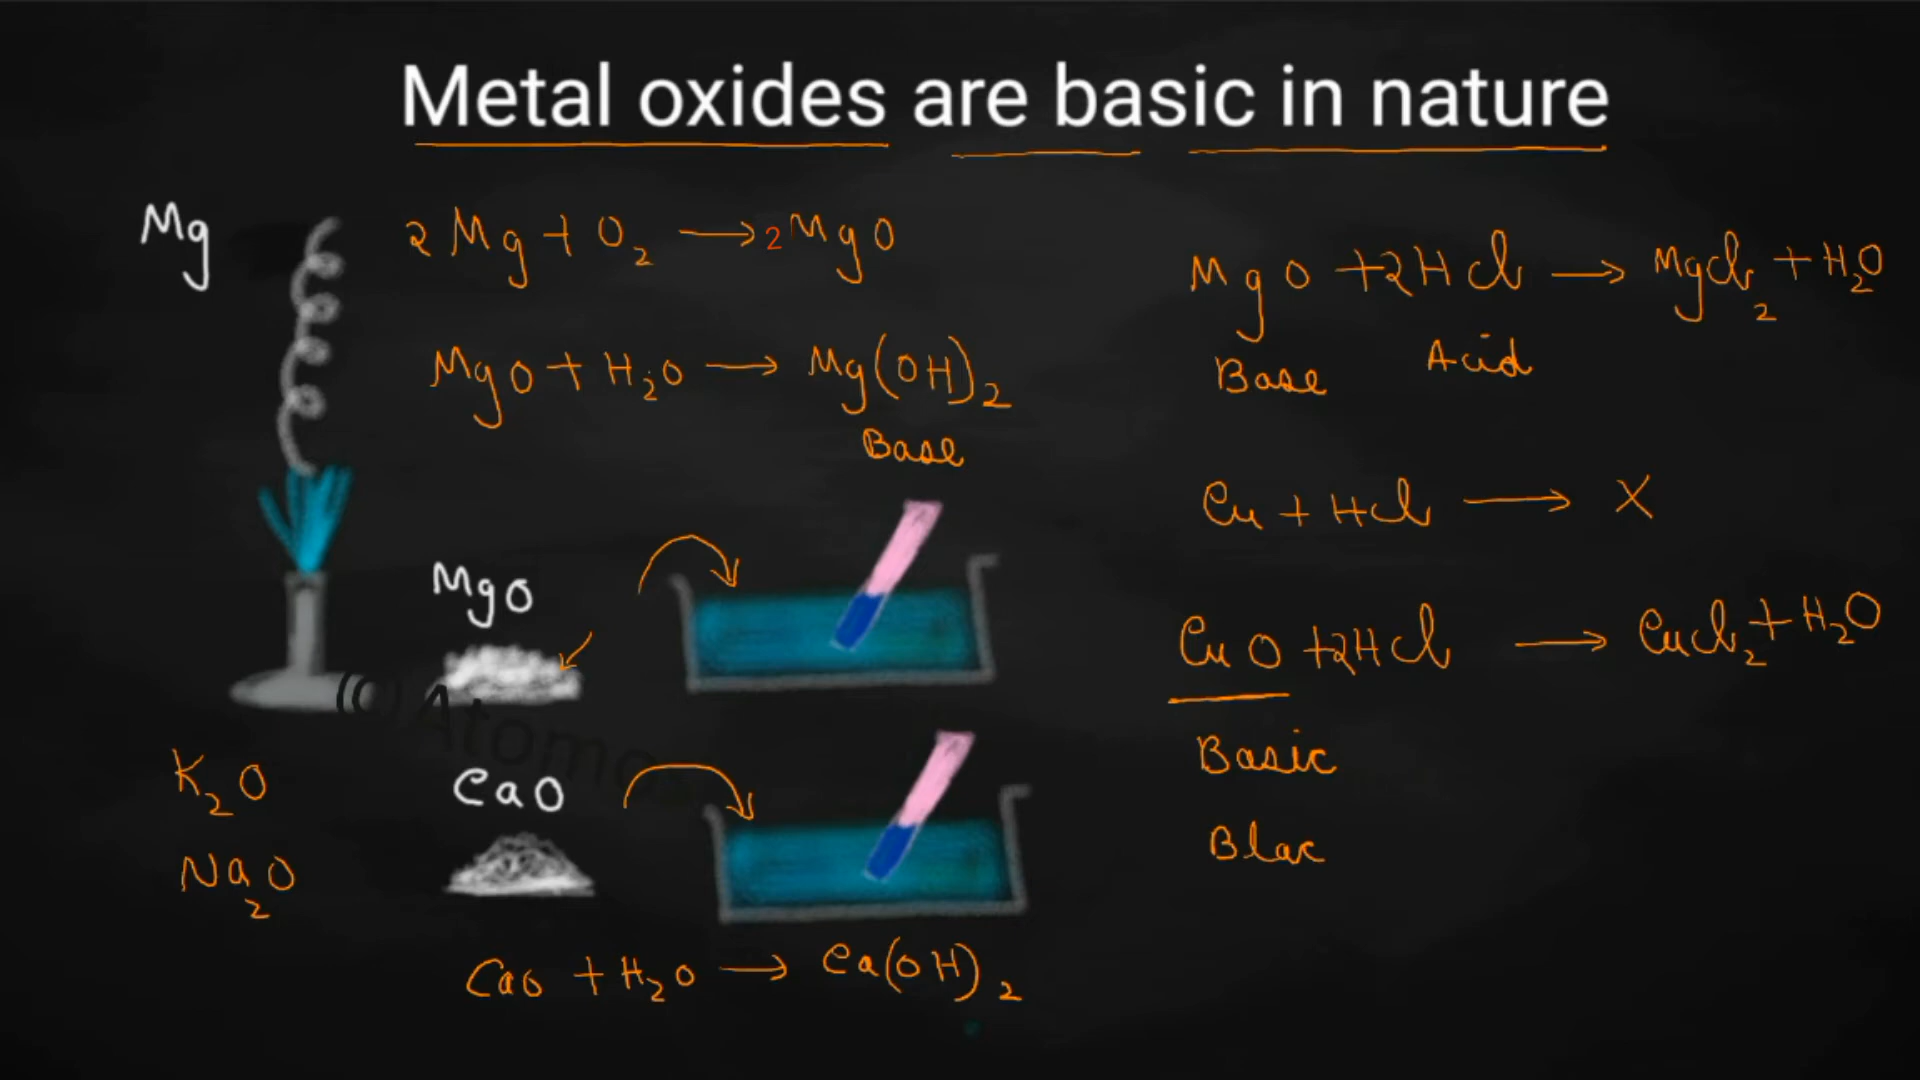 Metal oxides are basic in nature
Mg
2Mg + O₂ → 2MgO
MgO + H₂O → Mg(OH)₂
Base
MgO
(C) Atomo
CaO
K₂O
Na₂O
CaO + H₂O → Ca(OH)₂
MgO + 2HCl → MgCl₂ + H₂O
Base Acid
Cu + HCl → X
CuO + 2HCl → CuCl₂ + H₂O
Basic
Blac